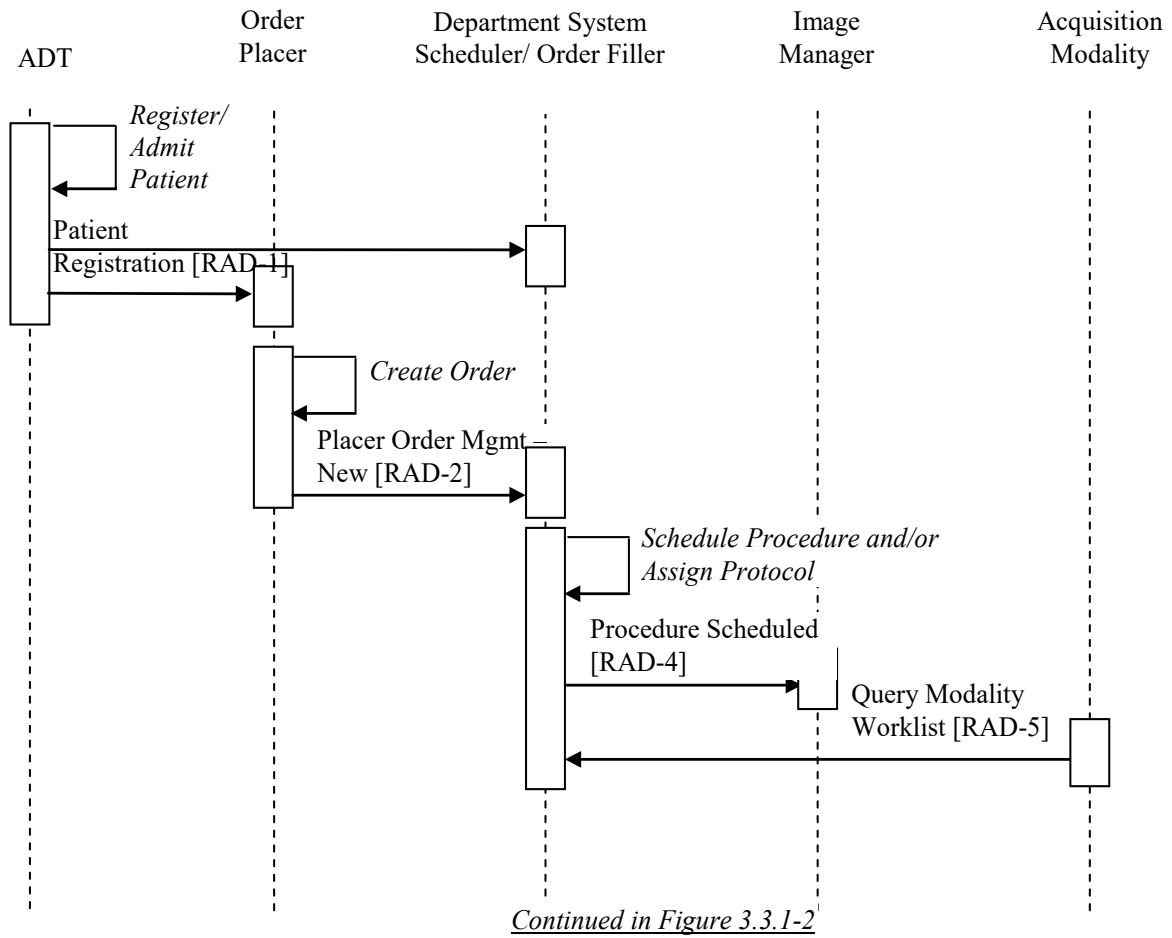 ADT
Order
Placer
Department System
Scheduler/ Order Filler
Image
Manager
Acquisition
Modality
Register/
Admit
Patient
Patient
Registration [RAD-1]
Create Order
Placer Order Mgmt –
New [RAD-2]
Schedule Procedure and/or
Assign Protocol
Procedure Scheduled
[RAD-4]
Query Modality
Worklist [RAD-5]
Continued in Figure 3.3.1-2